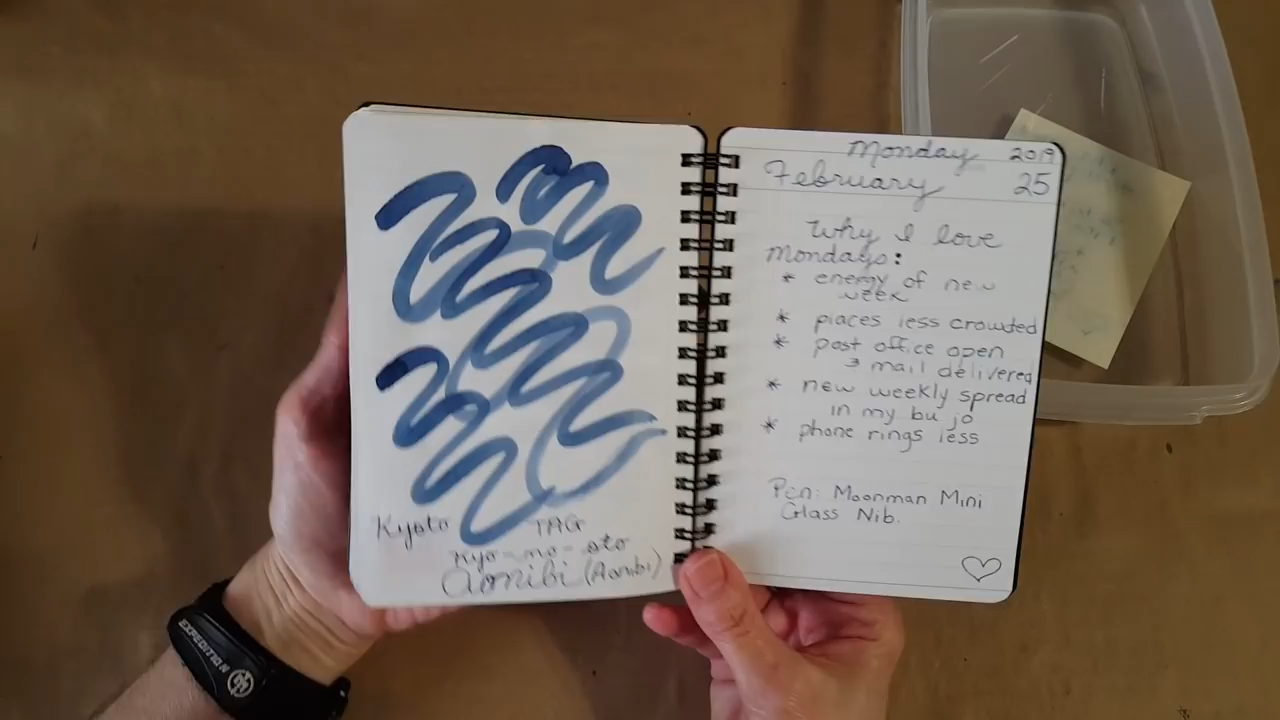 Kyoto TAG
Kyo-no-oto
Aonibi (Aonibi)
Monday 2019
February 25
Why I love
Mondays:
* energy of new
week
* places less crowded
* post office open
& mail delivered
* new weekly spread
in my bu jo
* phone rings less
Pen: Moonman Mini
Glass Nib.
EXPEDITION